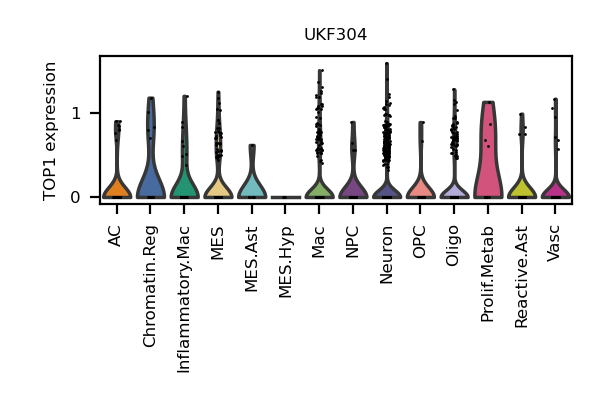 UKF304
TOP1 expression
1
0
AC
Chromatin.Reg
Inflammatory.Mac
MES
MES.Ast
MES.Hyp
Mac
NPC
Neuron
OPC
Oligo
Prolif.Metab
Reactive.Ast
Vasc